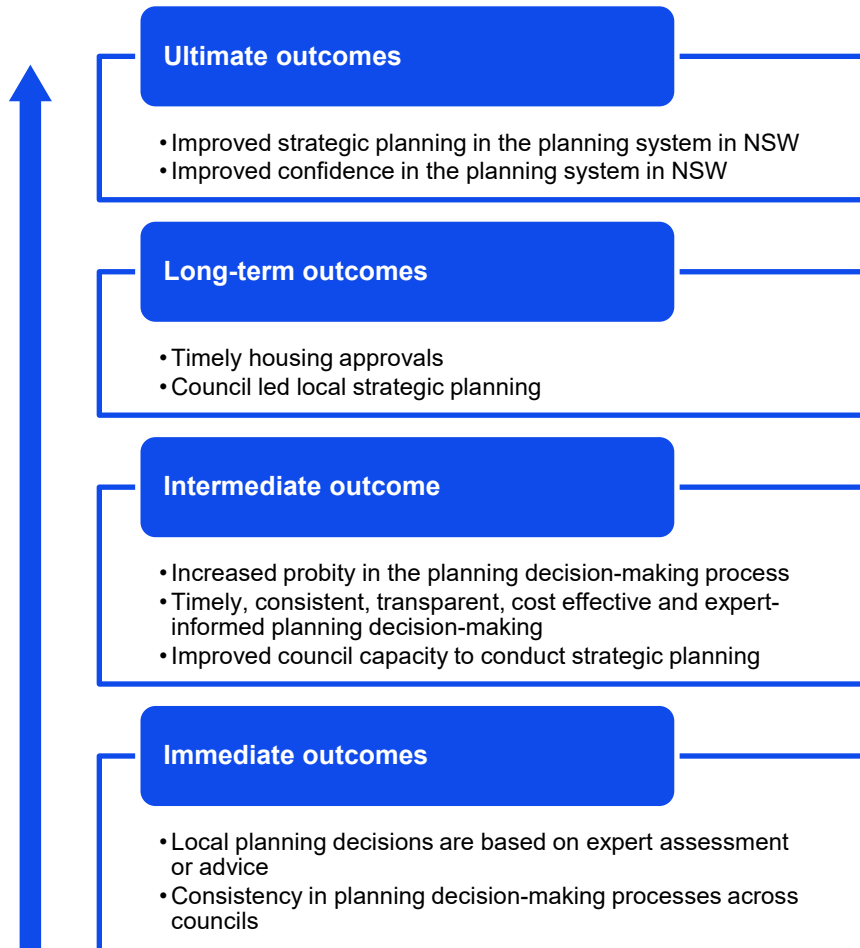 Ultimate outcomes
• Improved strategic planning in the planning system in NSW
• Improved confidence in the planning system in NSW
Long-term outcomes
• Timely housing approvals
• Council led local strategic planning
Intermediate outcome
• Increased probity in the planning decision-making process
• Timely, consistent, transparent, cost effective and expert-
informed planning decision-making
• Improved council capacity to conduct strategic planning
Immediate outcomes
• Local planning decisions are based on expert assessment
or advice
• Consistency in planning decision-making processes across
councils